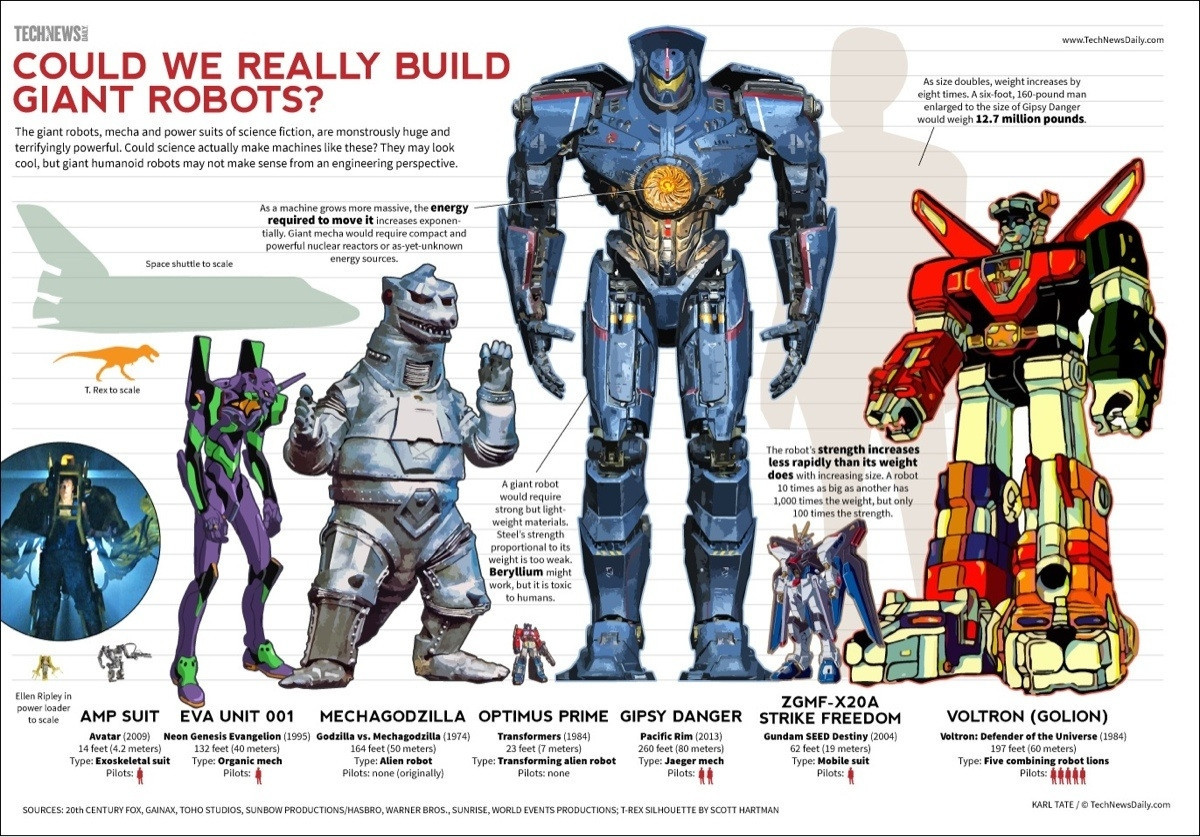 TECHNEWS DAILY
www.TechNewsDaily.com
COULD WE REALLY BUILD
GIANT ROBOTS?
The giant robots, mecha and power suits of science fiction, are monstrously huge and
terrifyingly powerful. Could science actually make machines like these? They may look
cool, but giant humanoid robots may not make sense from an engineering perspective.
As size doubles, weight increases by
eight times. A six-foot, 160-pound man
enlarged to the size of Gipsy Danger
would weigh 12.7 million pounds.
As a machine grows more massive, the energy
required to move it increases exponen-
tially. Giant mecha would require compact and
powerful nuclear reactors or as-yet-unknown
energy sources.
Space shuttle to scale
T. Rex to scale
The robot's strength increases
less rapidly than its weight
does with increasing size. A robot
10 times as big as another has
1,000 times the weight, but only
100 times the strength.
A giant robot
would require
strong but light-
weight materials.
Steel's strength
proportional to its
weight is too weak.
Beryllium might
work, but it is toxic
to humans.
Ellen Ripley in
power loader
to scale
AMP SUIT
Avatar (2009)
14 feet (4.2 meters)
Type: Exoskeletal suit
Pilots:
EVA UNIT 001
Neon Genesis Evangelion (1995)
132 feet (40 meters)
Type: Organic mech
Pilots:
MECHAGODZILLA
Godzilla vs. Mechagodzilla (1974)
164 feet (50 meters)
Type: Alien robot
Pilots: none (originally)
OPTIMUS PRIME
Transformers (1984)
23 feet (7 meters)
Type: Transforming alien robot
Pilots: none
GIPSY DANGER
Pacific Rim (2013)
260 feet (80 meters)
Type: Jaeger mech
Pilots:
ZGMF-X20A
STRIKE FREEDOM
Gundam SEED Destiny (2004)
62 feet (19 meters)
Type: Mobile suit
Pilots:
VOLTRON (GOLION)
Voltron: Defender of the Universe (1984)
197 feet (60 meters)
Type: Five combining robot lions
Pilots:
SOURCES: 20th CENTURY FOX, GAINAX, TOHO STUDIOS, SUNBOW PRODUCTIONS/HASBRO, WARNER BROS., SUNRISE, WORLD EVENTS PRODUCTIONS; T-REX SILHOUETTE BY SCOTT HARTMAN
KARL TATE / © TechNewsDaily.com